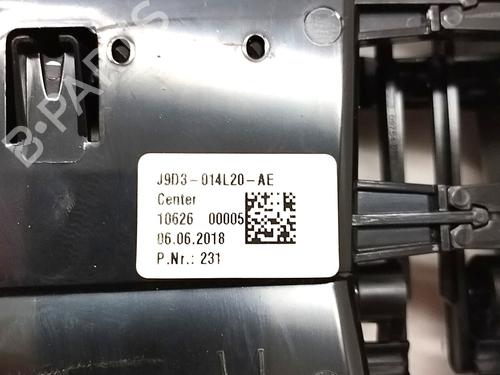 J9D3-014L20-AE
Center
10626 00005
06.06.2018
P.Nr.: 231
B-PARTS